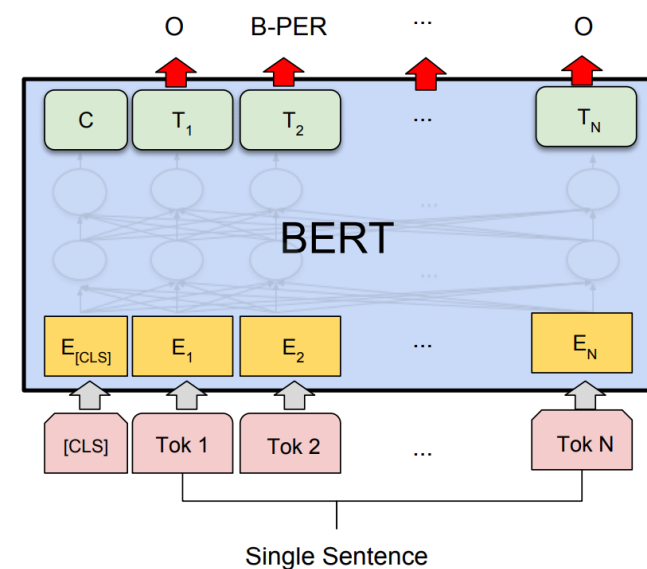 O B-PER ... O
C T1 T2 ... TN
...
BERT
...
E[CLS] E1 E2 ... EN
[CLS] Tok 1 Tok 2 ... Tok N
Single Sentence